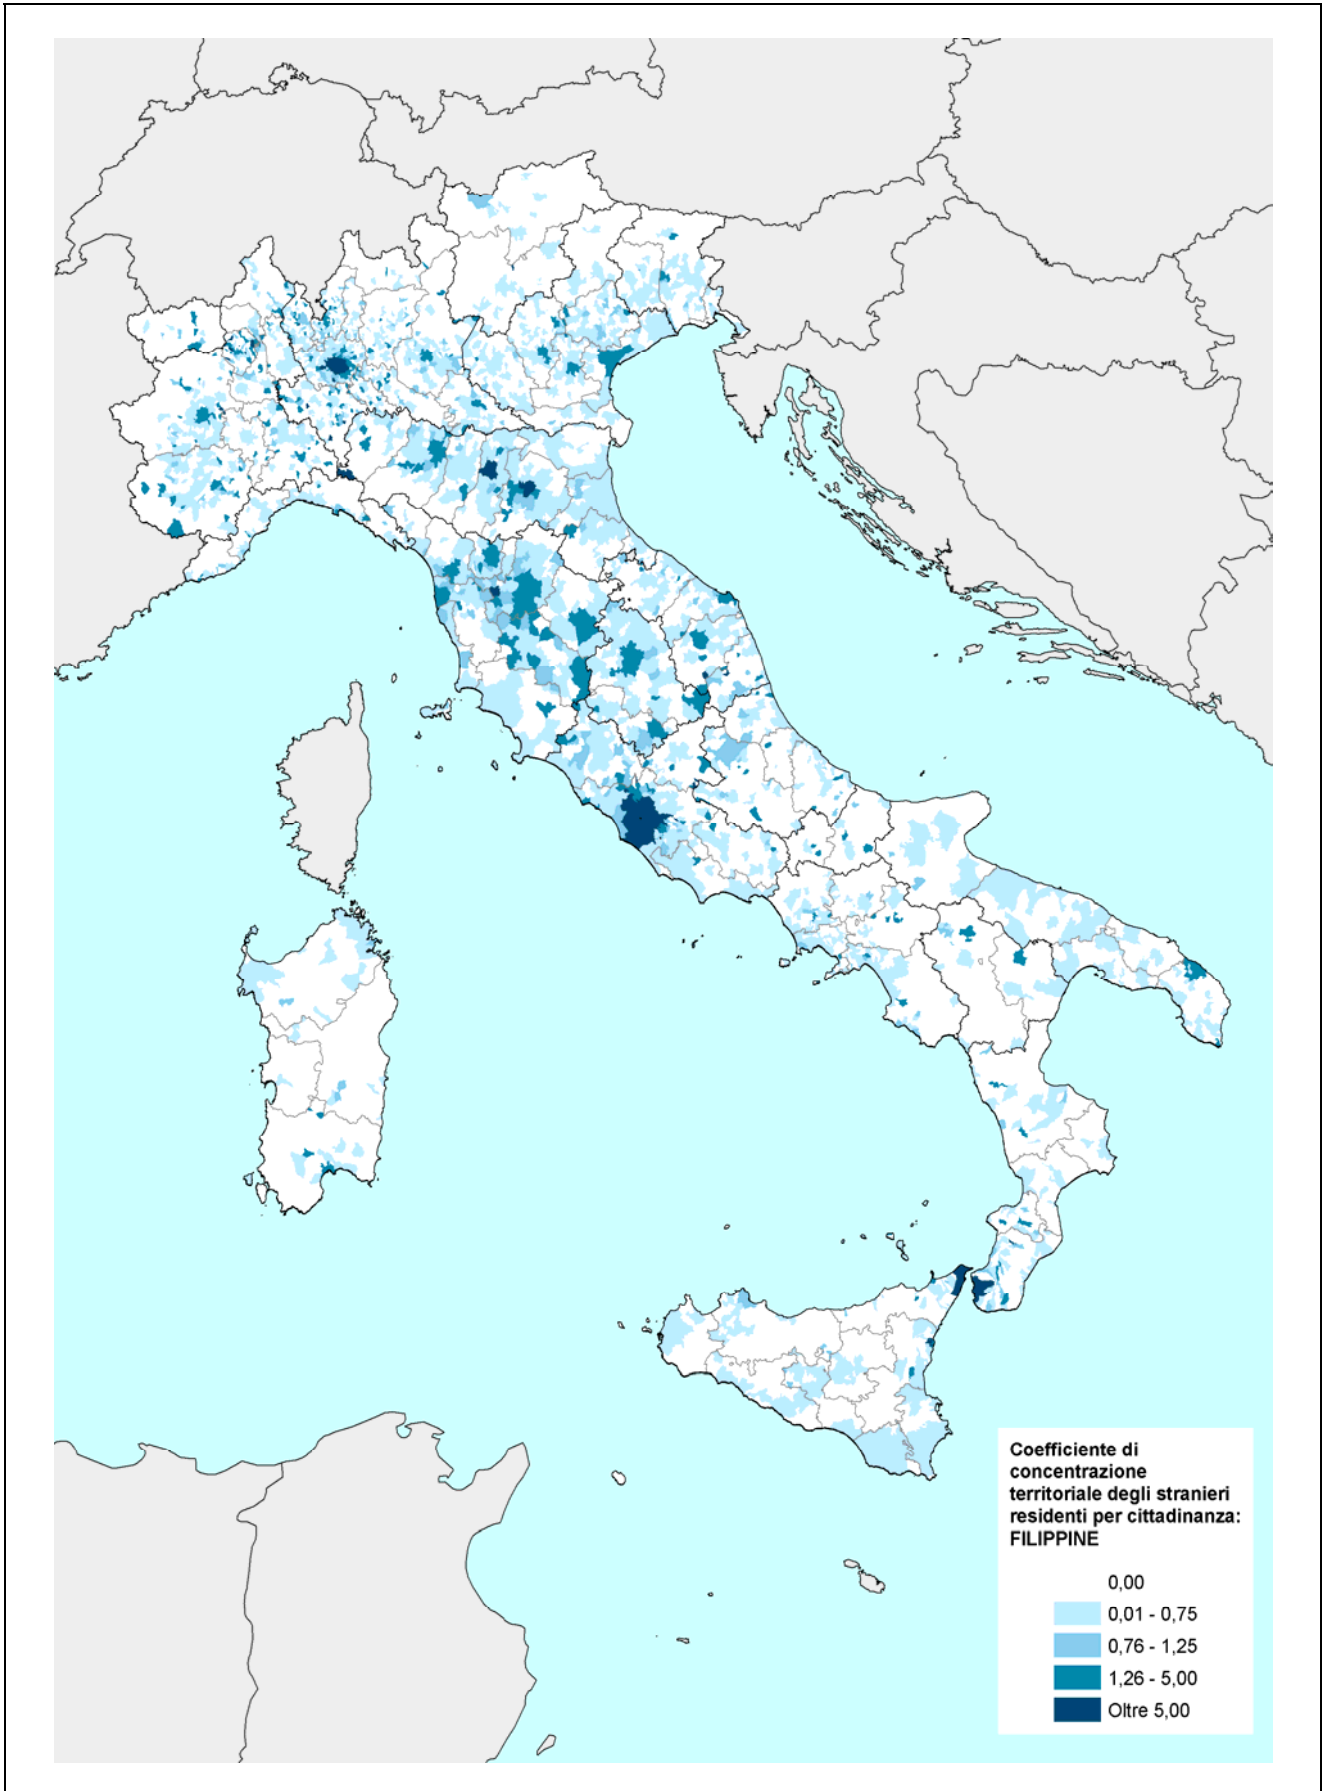 Coefficiente di
concentrazione
territoriale degli stranieri
residenti per cittadinanza:
FILIPPINE
0,00
0,01 - 0,75
0,76 - 1,25
1,26 - 5,00
Oltre 5,00